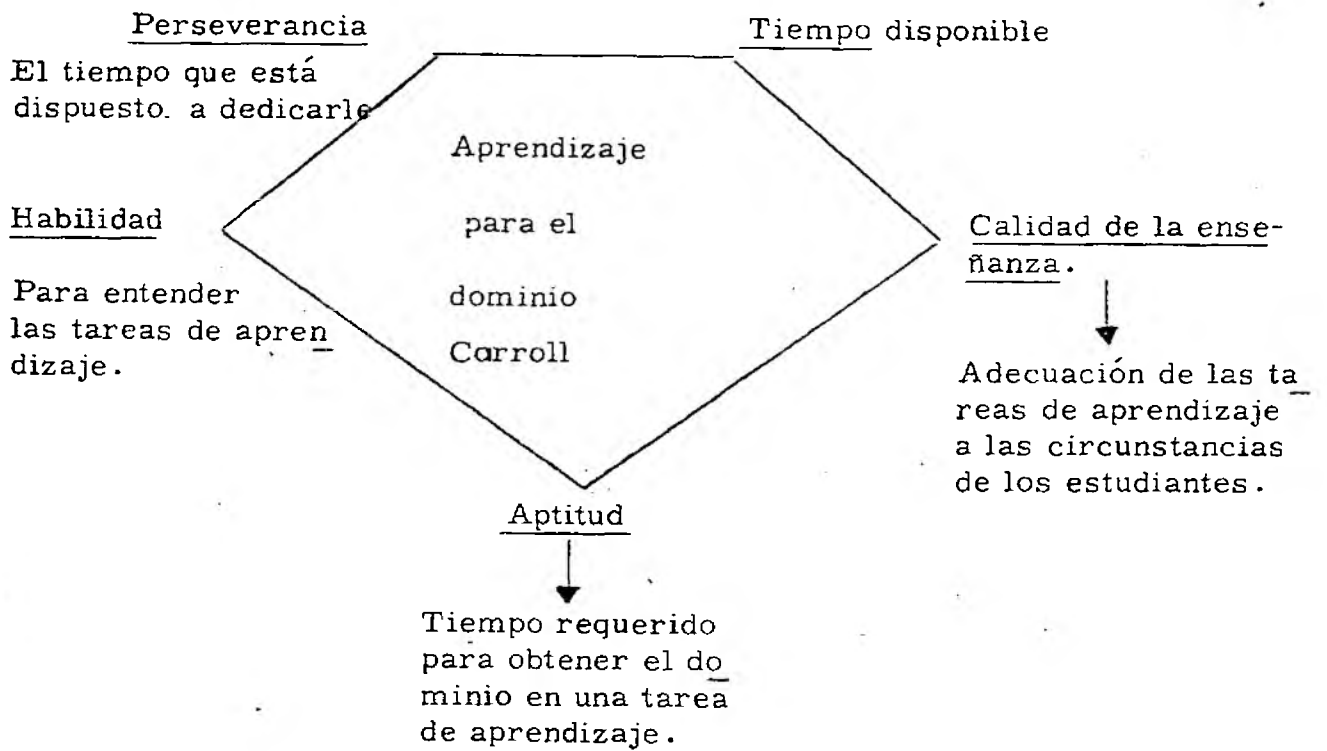 Perseverancia
El tiempo que está
dispuesto. a dedicarle
Tiempo disponible
Aprendizaje
para el
dominio
Carroll
Habilidad
Para entender
las tareas de apren
dizaje.
Calidad de la ense-
ñanza.
Adecuación de las ta
reas de aprendizaje
a las circunstancias
de los estudiantes.
Aptitud
Tiempo requerido
para obtener el do
minio en una tarea
de aprendizaje.